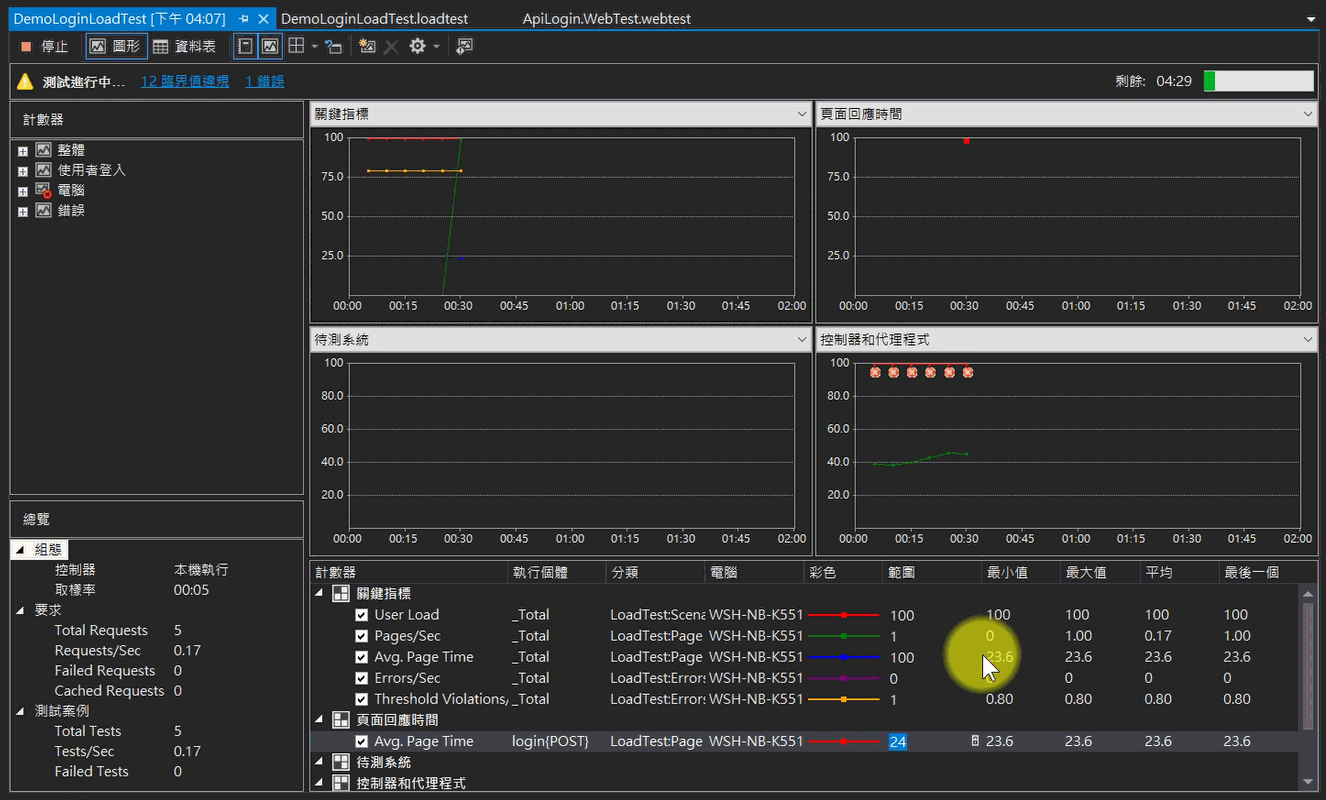 DemoLoginLoadTest [下午 04:07] DemoLoginLoadTest.loadtest ApiLogin.WebTest.webtest
停止 圖形 資料表
測試進行中... 12 臨界值違規 1 錯誤 剩餘: 04:29
計數器
整體
使用者登入
電腦
錯誤
關鍵指標
100
75.0
50.0
25.0
00:00 00:15 00:30 00:45 01:00 01:15 01:30 01:45 02:00
頁面回應時間
100
75.0
50.0
25.0
00:00 00:15 00:30 00:45 01:00 01:15 01:30 01:45 02:00
待測系統
100
80.0
60.0
40.0
20.0
00:00 00:15 00:30 00:45 01:00 01:15 01:30 01:45 02:00
控制器和代理程式
100
80.0
60.0
40.0
20.0
00:00 00:15 00:30 00:45 01:00 01:15 01:30 01:45 02:00
總覽
組態
控制器 本機執行
取樣率 00:05
要求
Total Requests 5
Requests/Sec 0.17
Failed Requests 0
Cached Requests 0
測試案例
Total Tests 5
Tests/Sec 0.17
Failed Tests 0
計數器 執行個體 分類 電腦 彩色 範圍 最小值 最大值 平均 最後一個
關鍵指標
User Load _Total LoadTest:Scena WSH-NB-K551 100 100 100 100 100
Pages/Sec _Total LoadTest:Page WSH-NB-K551 1 0 1.00 0.17 1.00
Avg. Page Time _Total LoadTest:Page WSH-NB-K551 100 23.6 23.6 23.6 23.6
Errors/Sec _Total LoadTest:Errors WSH-NB-K551 0 0 0 0
Threshold Violations/ _Total LoadTest:Errors WSH-NB-K551 1 0.80 0.80 0.80 0.80
頁面回應時間
Avg. Page Time login{POST} LoadTest:Page WSH-NB-K551 24 23.6 23.6 23.6 23.6
待測系統
控制器和代理程式